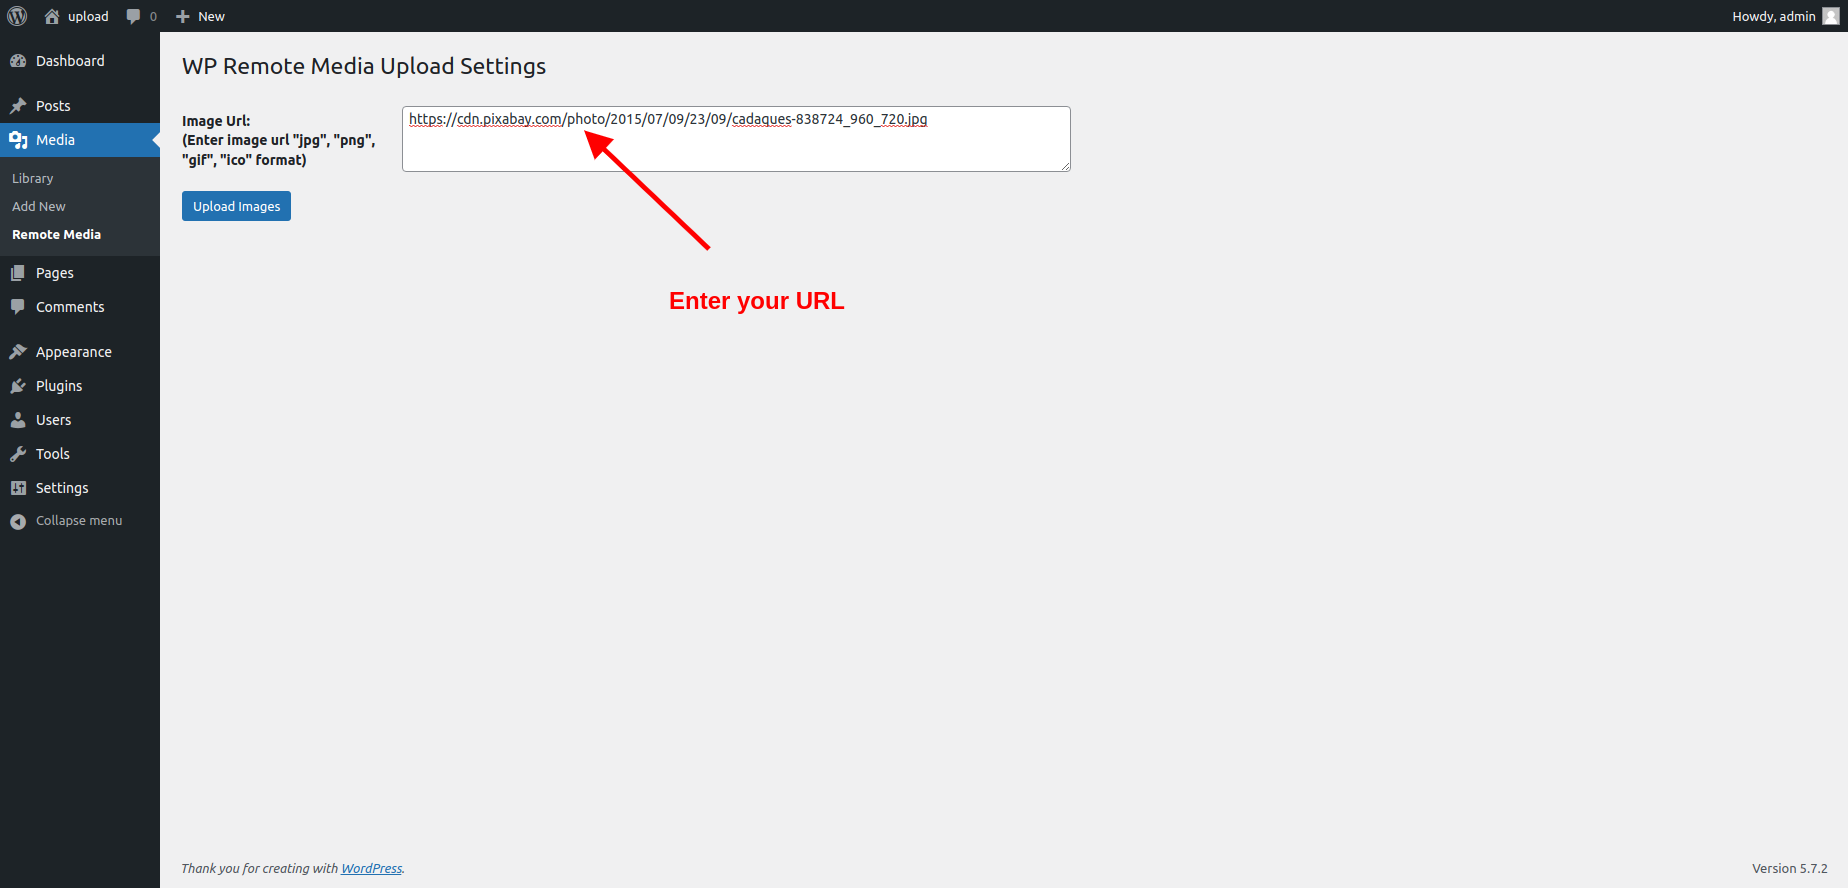 upload 0 New Howdy, admin
Dashboard
Posts
Media
Library
Add New
Remote Media
Pages
Comments
Appearance
Plugins
Users
Tools
Settings
Collapse menu
WP Remote Media Upload Settings
Image Url:
(Enter image url "jpg", "png",
"gif", "ico" format)
https://cdn.pixabay.com/photo/2015/07/09/23/09/cadaques-838724_960_720.jpg
Upload Images
Enter your URL
Thank you for creating with WordPress. Version 5.7.2